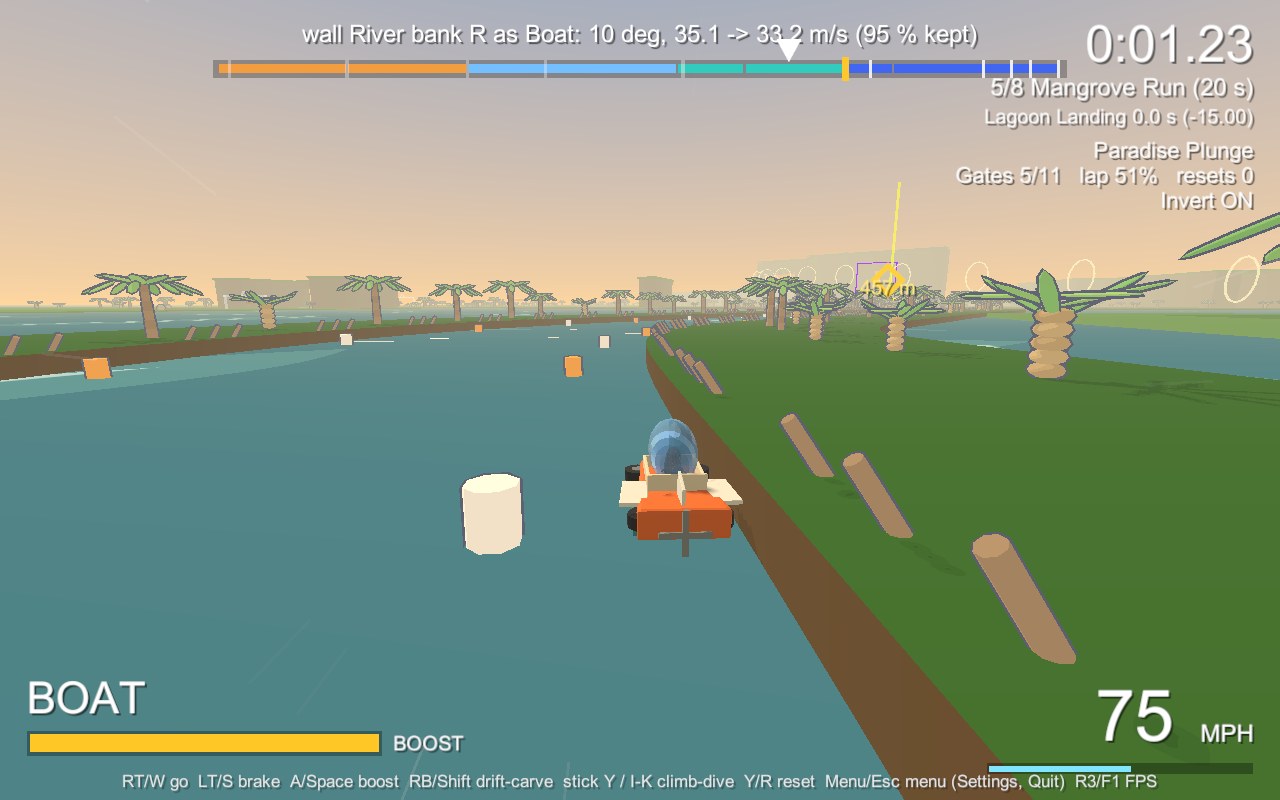 wall River bank R as Boat: 10 deg, 35.1 -> 33.2 m/s (95 % kept)
0:01.23
5/8 Mangrove Run (20 s)
Lagoon Landing 0.0 s (-15.00)
Paradise Plunge
Gates 5/11 lap 51% resets 0
Invert ON
457 m
BOAT
BOOST
75 MPH
RT/W go LT/S brake A/Space boost RB/Shift drift-carve stick Y / I-K climb-dive Y/R reset Menu/Esc menu (Settings, Quit) R3/F1 FPS